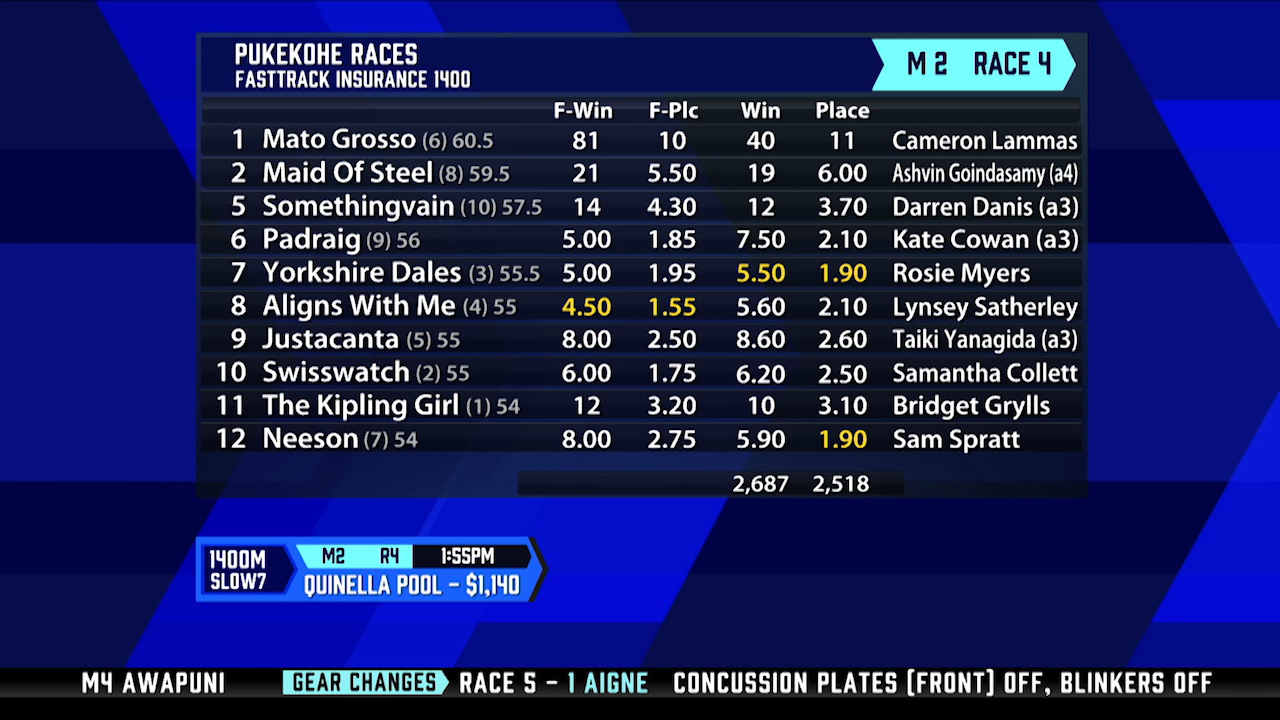 PUKEKOHE RACES
FASTTRACK INSURANCE 1400
M 2 RACE 4
F-Win F-Plc Win Place
1 Mato Grosso (6) 60.5 81 10 40 11 Cameron Lammas
2 Maid Of Steel (8) 59.5 21 5.50 19 6.00 Ashvin Goindasamy (a4)
5 Somethingvain (10) 57.5 14 4.30 12 3.70 Darren Danis (a3)
6 Padraig (9) 56 5.00 1.85 7.50 2.10 Kate Cowan (a3)
7 Yorkshire Dales (3) 55.5 5.00 1.95 5.50 1.90 Rosie Myers
8 Aligns With Me (4) 55 4.50 1.55 5.60 2.10 Lynsey Satherley
9 Justacanta (5) 55 8.00 2.50 8.60 2.60 Taiki Yanagida (a3)
10 Swisswatch (2) 55 6.00 1.75 6.20 2.50 Samantha Collett
11 The Kipling Girl (1) 54 12 3.20 10 3.10 Bridget Grylls
12 Neeson (7) 54 8.00 2.75 5.90 1.90 Sam Spratt
2,687 2,518
1400M
SLOW7
M2 R4 1:55PM
QUINELLA POOL - $1,140
M4 AWAPUNI GEAR CHANGES RACE 5 - 1 AIGNE CONCUSSION PLATES (FRONT) OFF, BLINKERS OFF